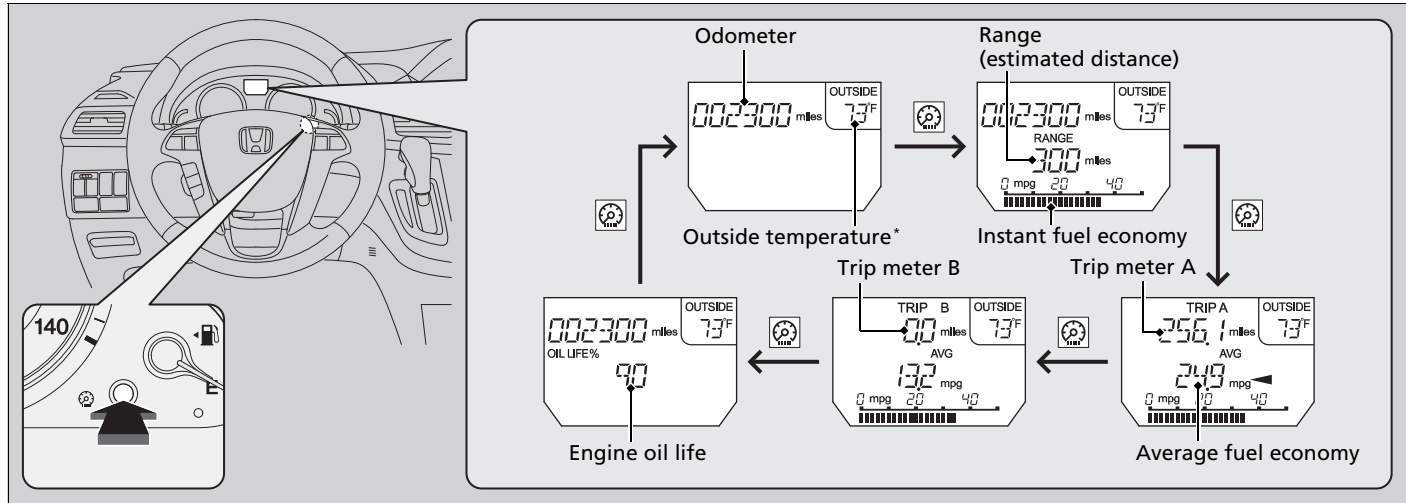 Odometer
Range
(estimated distance)
OUTSIDE
002300 miles
73°F
OUTSIDE
002300 miles
73°F
RANGE
300 miles
0 mpg 20 40
Outside temperature*
Instant fuel economy
Trip meter B
Trip meter A
OUTSIDE
002300 miles
73°F
OIL LIFE %
90
TRIP B
OUTSIDE
0.0 miles
73°F
AVG
13.2 mpg
0 mpg 20 40
TRIP A
OUTSIDE
256.1 miles
73°F
AVG
24.9 mpg
0 mpg 20 40
Engine oil life
Average fuel economy
140
E